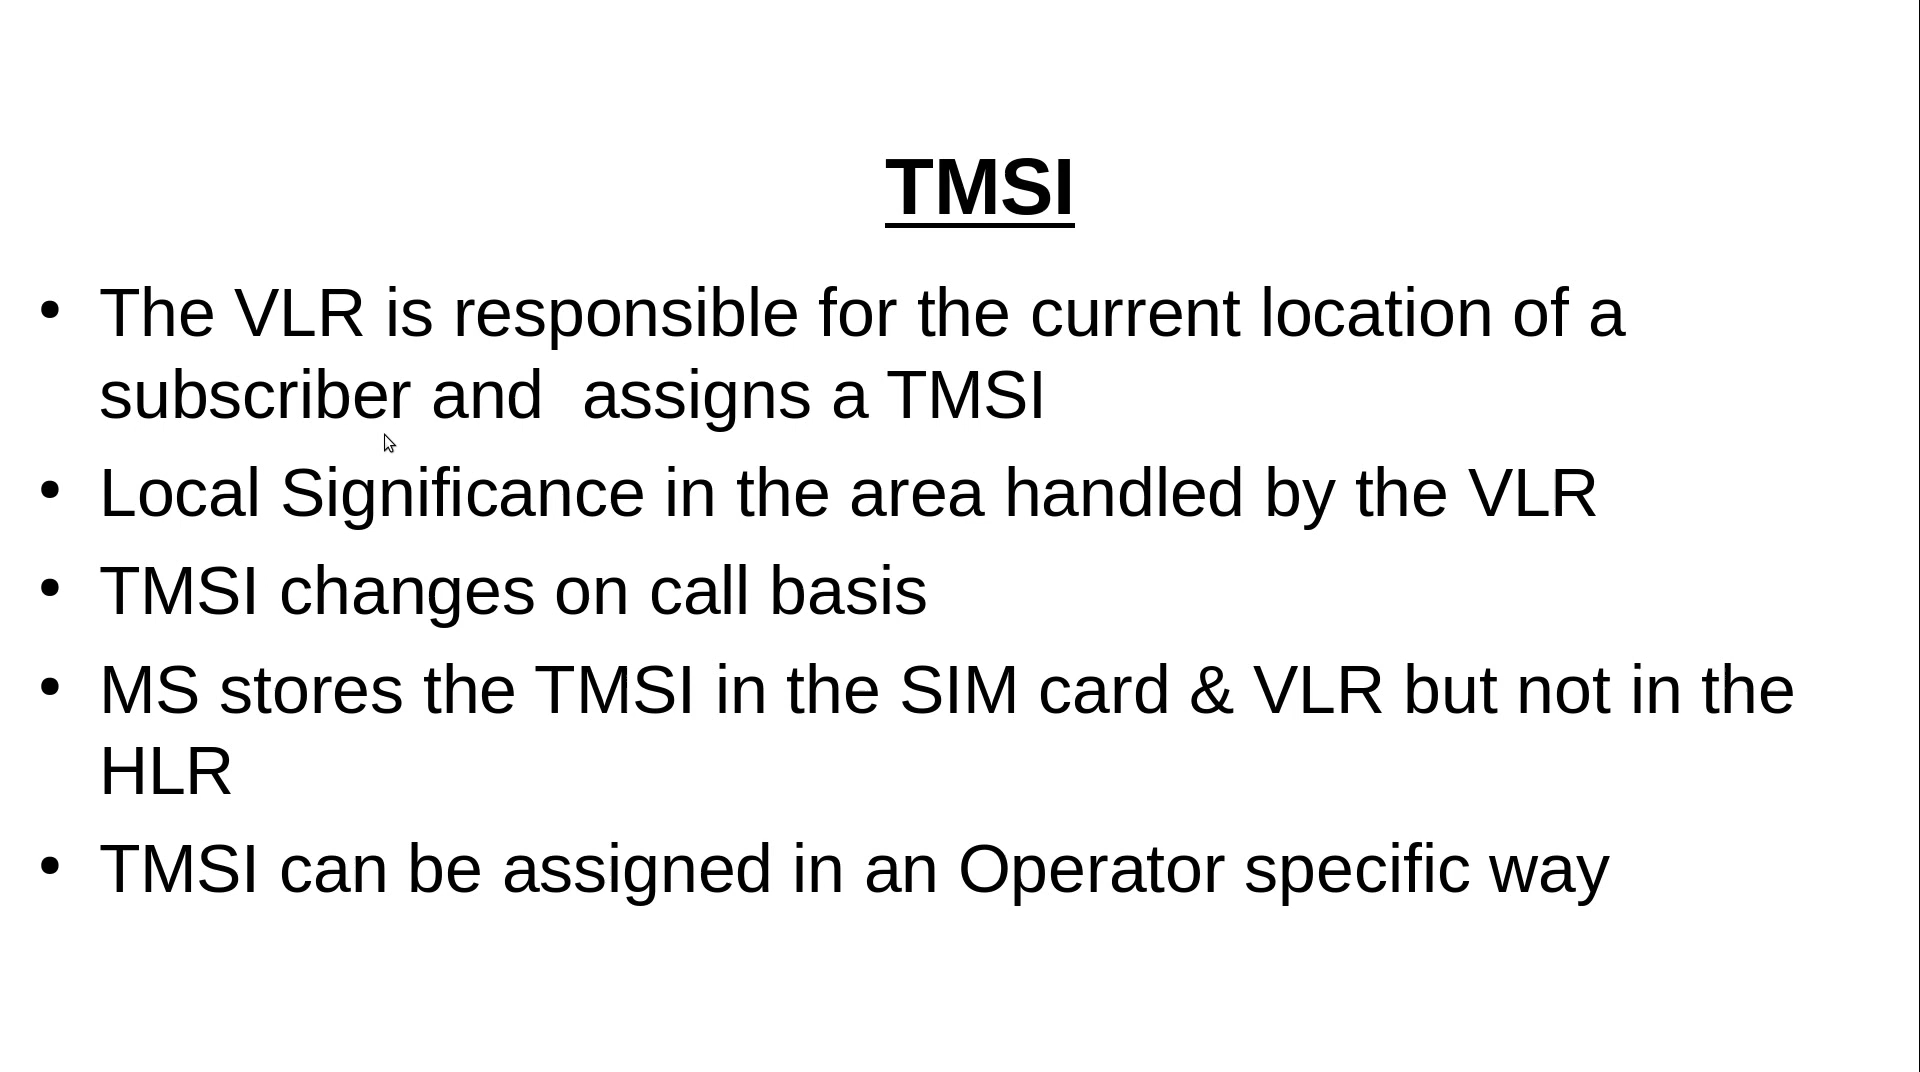 TMSI
• The VLR is responsible for the current location of a
subscriber and  assigns a TMSI
• Local Significance in the area handled by the VLR
• TMSI changes on call basis
• MS stores the TMSI in the SIM card & VLR but not in the
HLR
• TMSI can be assigned in an Operator specific way